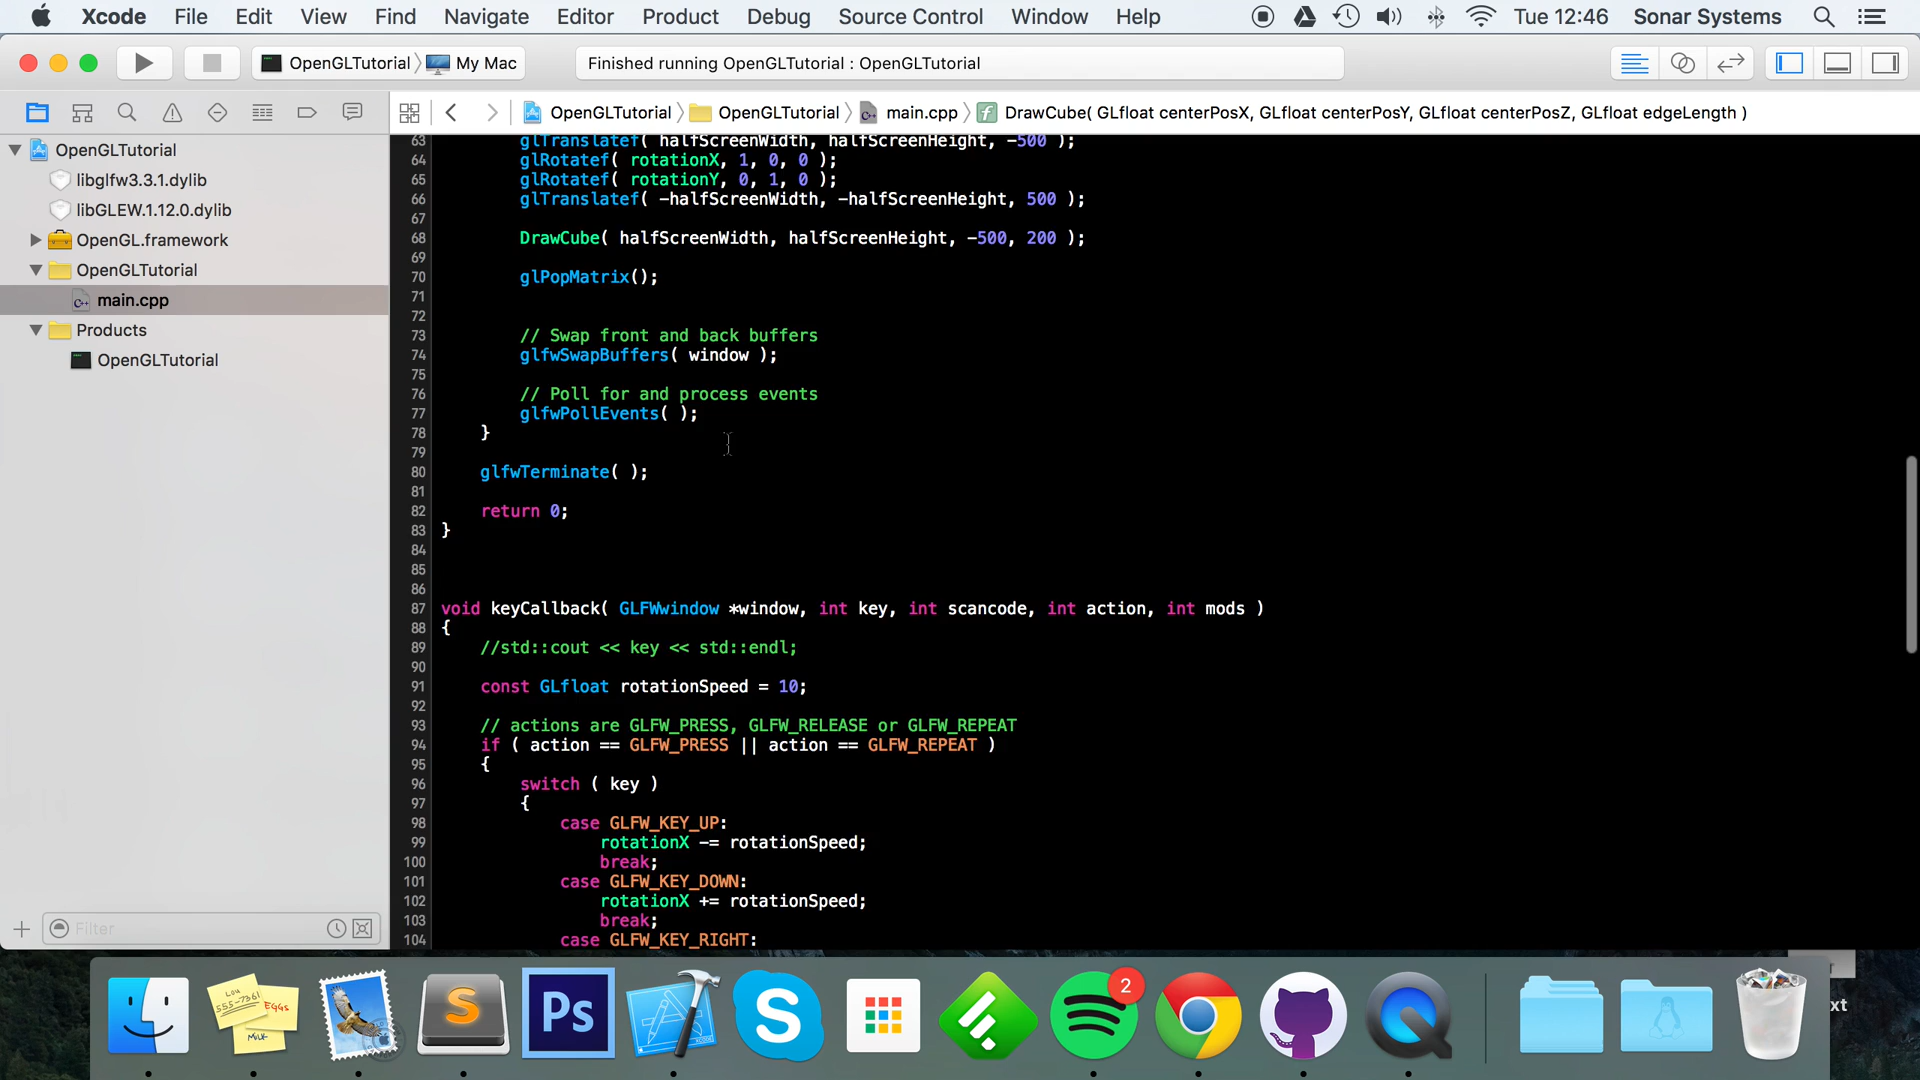 Xcode File Edit View Find Navigate Editor Product Debug Source Control Window Help Tue 12:46 Sonar Systems
OpenGLTutorial My Mac Finished running OpenGLTutorial : OpenGLTutorial
OpenGLTutorial OpenGLTutorial main.cpp DrawCube( GLfloat centerPosX, GLfloat centerPosY, GLfloat centerPosZ, GLfloat edgeLength )
OpenGLTutorial
libglfw3.3.1.dylib
libGLEW.1.12.0.dylib
OpenGL.framework
OpenGLTutorial
main.cpp
Products
OpenGLTutorial
Filter
63 glTranslatef( halfScreenWidth, halfScreenHeight, -500 );
64 glRotatef( rotationX, 1, 0, 0 );
65 glRotatef( rotationY, 0, 1, 0 );
66 glTranslatef( -halfScreenWidth, -halfScreenHeight, 500 );
67
68 DrawCube( halfScreenWidth, halfScreenHeight, -500, 200 );
69
70 glPopMatrix();
71
72
73 // Swap front and back buffers
74 glfwSwapBuffers( window );
75
76 // Poll for and process events
77 glfwPollEvents( );
78 }
79
80 glfwTerminate( );
81
82 return 0;
83 }
84
85
86
87 void keyCallback( GLFWwindow *window, int key, int scancode, int action, int mods )
88 {
89 //std::cout << key << std::endl;
90
91 const GLfloat rotationSpeed = 10;
92
93 // actions are GLFW_PRESS, GLFW_RELEASE or GLFW_REPEAT
94 if ( action == GLFW_PRESS || action == GLFW_REPEAT )
95 {
96 switch ( key )
97 {
98 case GLFW_KEY_UP:
99 rotationX -= rotationSpeed;
100 break;
101 case GLFW_KEY_DOWN:
102 rotationX += rotationSpeed;
103 break;
104 case GLFW_KEY_RIGHT:
Lou
555-7361
EGGS
MILK
S
Ps
S
2
xt